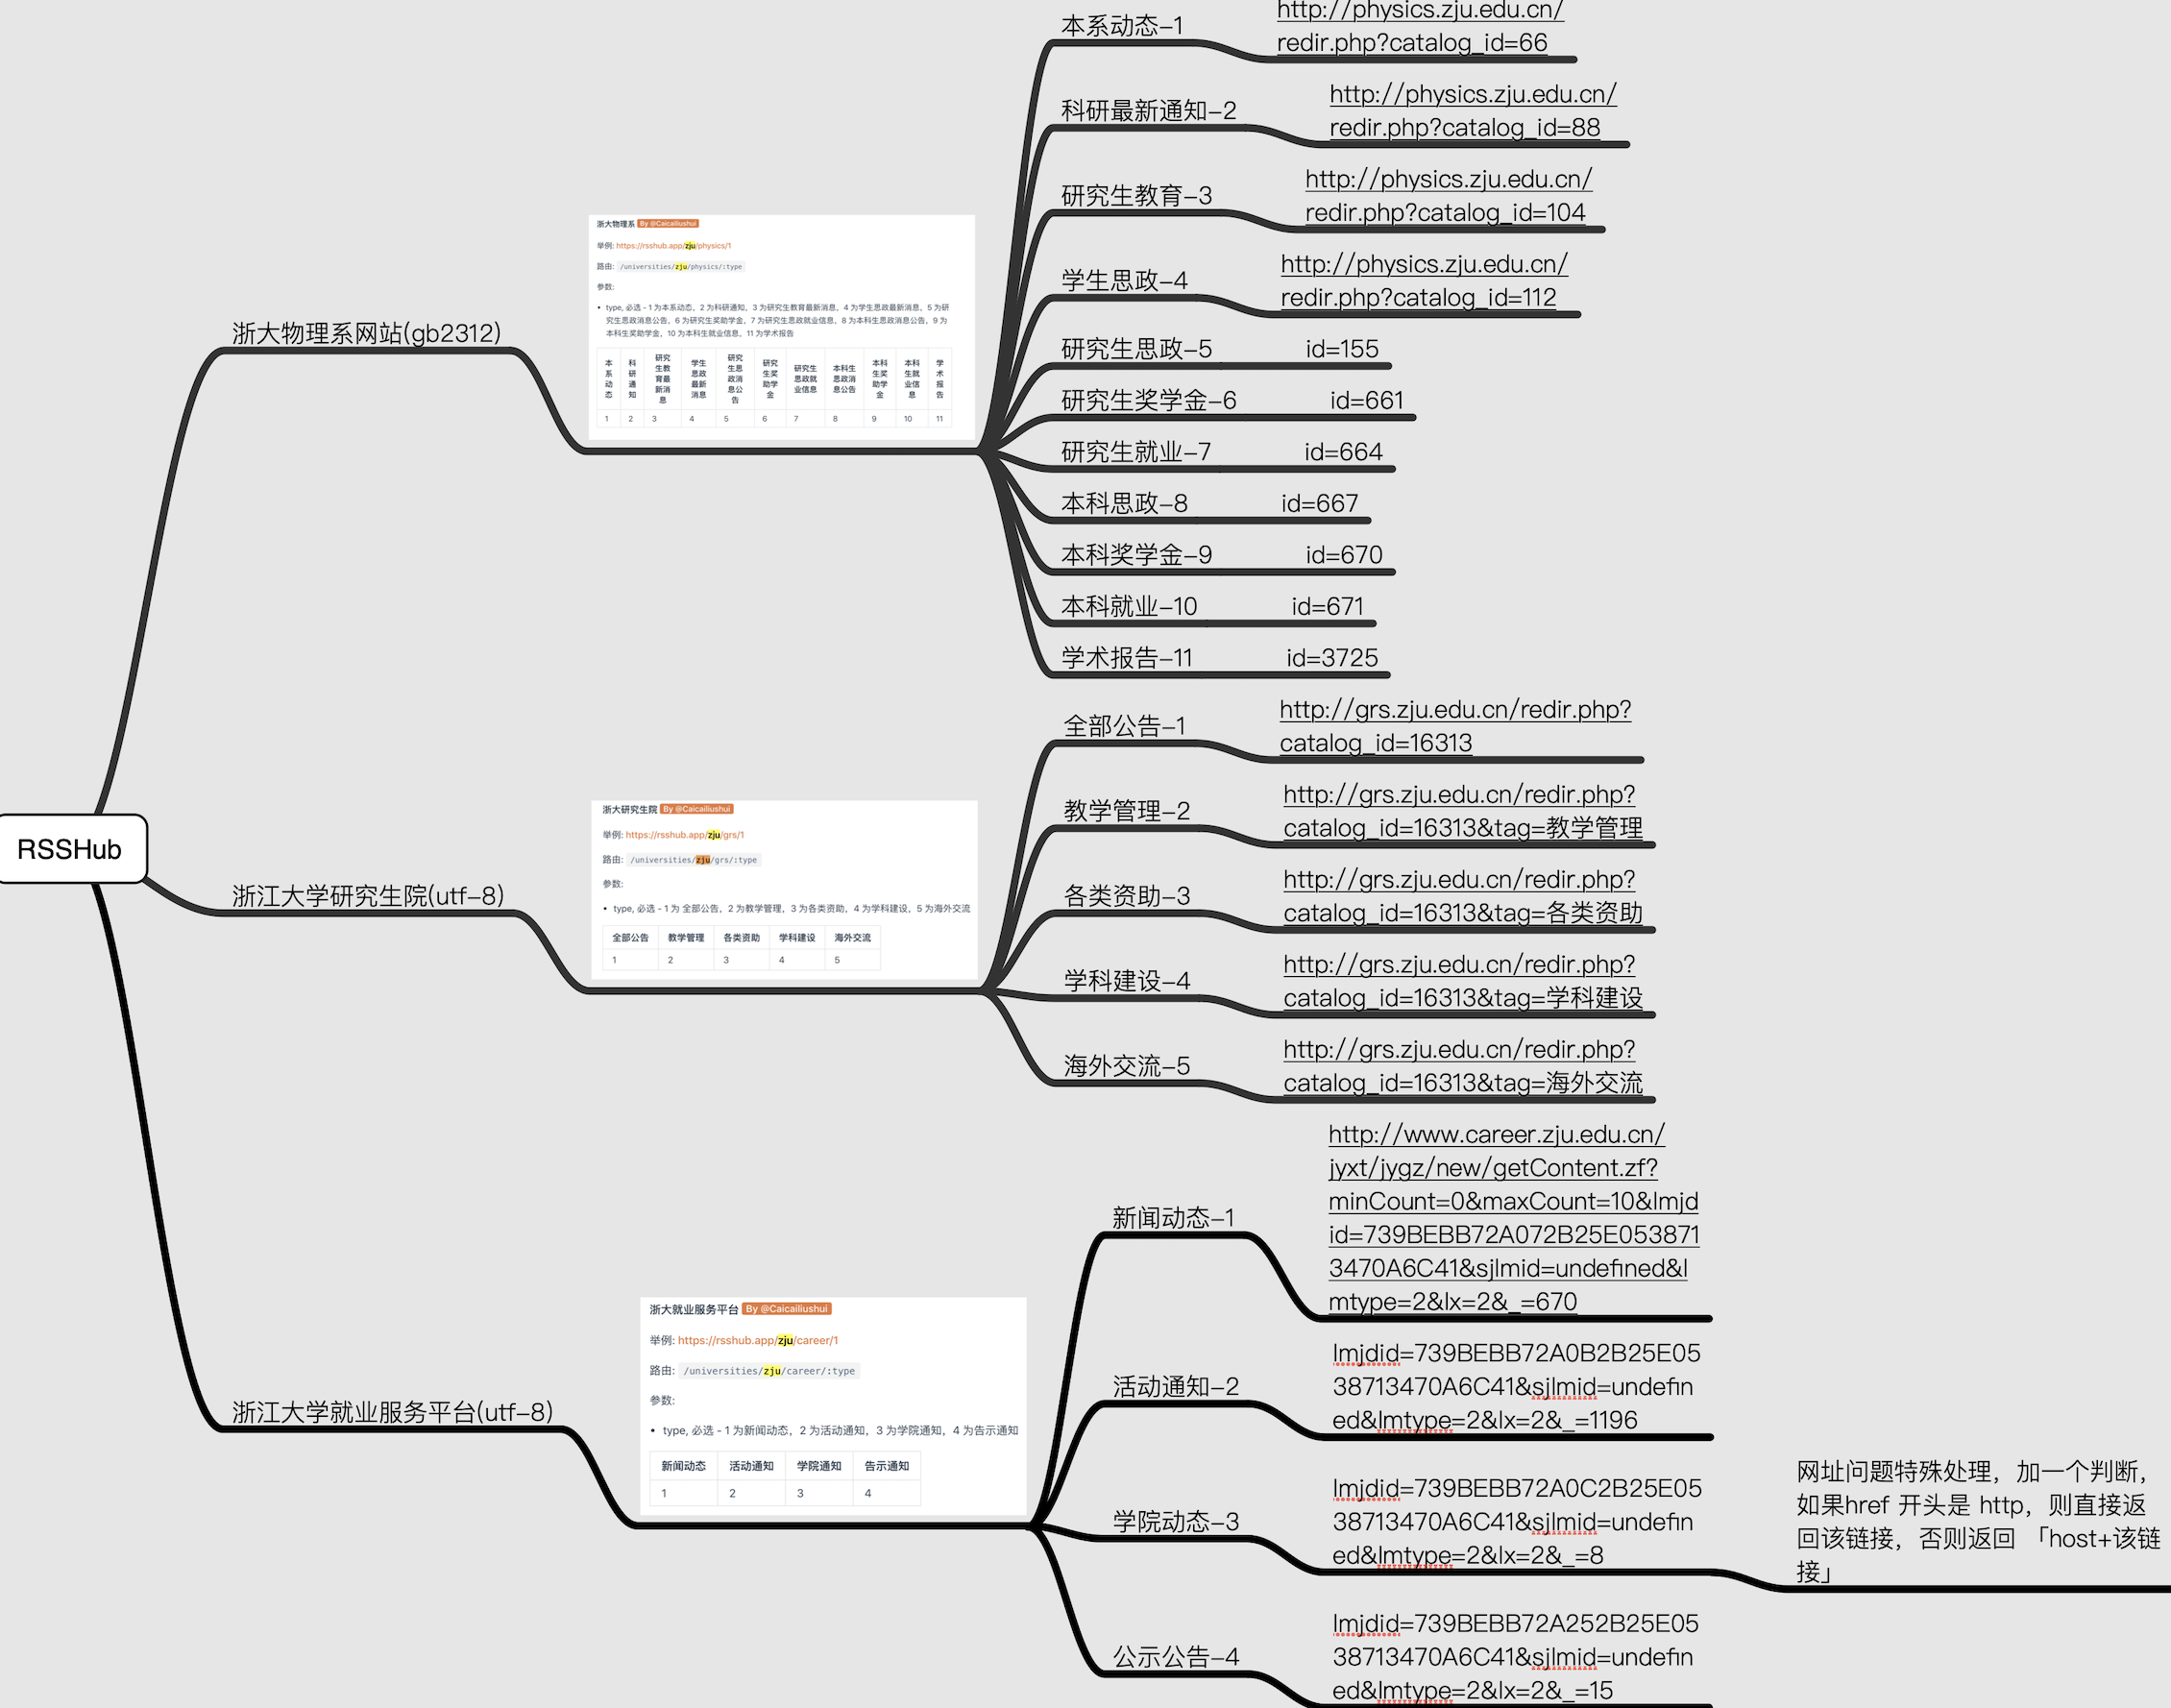 RSSHub
浙大物理系网站(gb2312)
浙大物理系 By @Caicailiushui
举例: https://rsshub.app/zju/physics/1
路由: /universities/zju/physics/:type
参数:
• type, 必选 - 1 为本系动态，2 为科研通知，3 为研究生教育最新消息，4 为学生思政最新消息，5 为研
究生思政消息公告，6 为研究生奖助学金，7 为研究生思政就业信息，8 为本科生思政消息公告，9 为
本科生奖助学金，10 为本科生就业信息，11 为学术报告
本系动态 科研通知 研究生教育最新消息 学生思政最新消息 研究生思政消息公告 研究生奖助学金 研究生思政就业信息 本科生思政消息公告 本科生奖助学金 本科生就业信息 学术报告
1 2 3 4 5 6 7 8 9 10 11
本系动态-1
http://physics.zju.edu.cn/
redir.php?catalog_id=66
科研最新通知-2
http://physics.zju.edu.cn/
redir.php?catalog_id=88
研究生教育-3
http://physics.zju.edu.cn/
redir.php?catalog_id=104
学生思政-4
http://physics.zju.edu.cn/
redir.php?catalog_id=112
研究生思政-5 id=155
研究生奖学金-6 id=661
研究生就业-7 id=664
本科思政-8 id=667
本科奖学金-9 id=670
本科就业-10 id=671
学术报告-11 id=3725
浙江大学研究生院(utf-8)
浙大研究生院 By @Caicailiushui
举例: https://rsshub.app/zju/grs/1
路由: /universities/zju/grs/:type
参数:
• type, 必选 - 1 为 全部公告，2 为教学管理，3 为各类资助，4 为学科建设，5 为海外交流
全部公告 教学管理 各类资助 学科建设 海外交流
1 2 3 4 5
全部公告-1
http://grs.zju.edu.cn/redir.php?
catalog_id=16313
教学管理-2
http://grs.zju.edu.cn/redir.php?
catalog_id=16313&tag=教学管理
各类资助-3
http://grs.zju.edu.cn/redir.php?
catalog_id=16313&tag=各类资助
学科建设-4
http://grs.zju.edu.cn/redir.php?
catalog_id=16313&tag=学科建设
海外交流-5
http://grs.zju.edu.cn/redir.php?
catalog_id=16313&tag=海外交流
浙江大学就业服务平台(utf-8)
浙大就业服务平台 By @Caicailiushui
举例: https://rsshub.app/zju/career/1
路由: /universities/zju/career/:type
参数:
• type, 必选 - 1 为新闻动态，2 为活动通知，3 为学院通知，4 为告示通知
新闻动态 活动通知 学院通知 告示通知
1 2 3 4
新闻动态-1
http://www.career.zju.edu.cn/
jyxt/jygz/new/getContent.zf?
minCount=0&maxCount=10&lmjd
id=739BEBB72A072B25E053871
3470A6C41&sjlmid=undefined&l
mtype=2&lx=2&_=670
活动通知-2
lmjdid=739BEBB72A0B2B25E05
38713470A6C41&sjlmid=undefin
ed&lmtype=2&lx=2&_=1196
学院动态-3
lmjdid=739BEBB72A0C2B25E05
38713470A6C41&sjlmid=undefin
ed&lmtype=2&lx=2&_=8
网址问题特殊处理，加一个判断，
如果href 开头是 http，则直接返
回该链接，否则返回 「host+该链
接」
公示公告-4
lmjdid=739BEBB72A252B25E05
38713470A6C41&sjlmid=undefin
ed&lmtype=2&lx=2&_=15